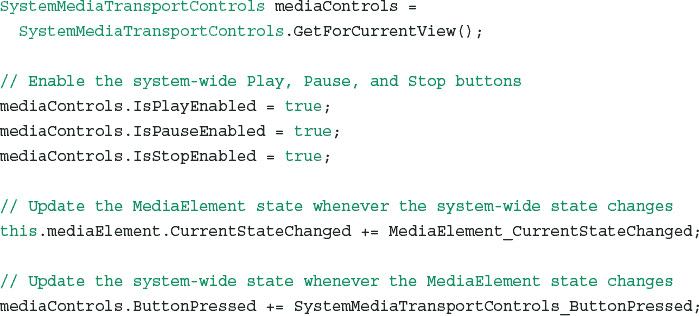 SystemMediaTransportControls mediaControls =
  SystemMediaTransportControls.GetForCurrentView();

// Enable the system-wide Play, Pause, and Stop buttons
mediaControls.IsPlayEnabled = true;
mediaControls.IsPauseEnabled = true;
mediaControls.IsStopEnabled = true;

// Update the MediaElement state whenever the system-wide state changes
this.mediaElement.CurrentStateChanged += MediaElement_CurrentStateChanged;

// Update the system-wide state whenever the MediaElement state changes
mediaControls.ButtonPressed += SystemMediaTransportControls_ButtonPressed;